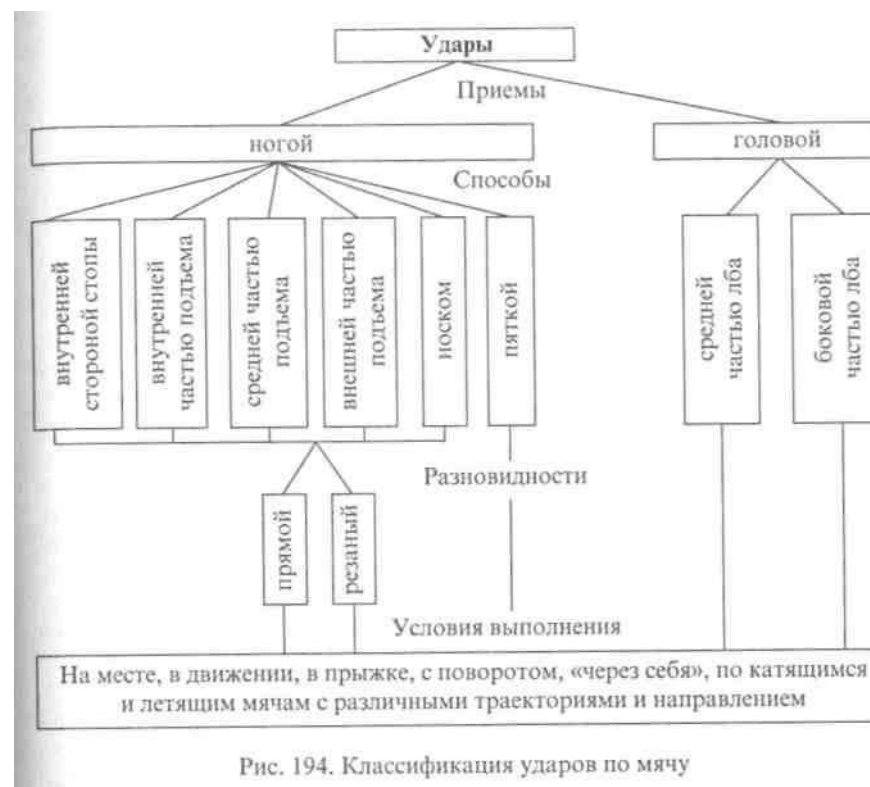 Удары
Приемы
ногой
головой
Способы
внутренней
стороной стопы
внутренней
частью подъема
средней частью
подъема
внешней частью
подъема
носком
пяткой
средней
частью лба
боковой
частью лба
Разновидности
прямой
резаный
Условия выполнения
На месте, в движении, в прыжке, с поворотом, «через себя», по катящимся
и летящим мячам с различными траекториями и направлением
Рис. 194. Классификация ударов по мячу